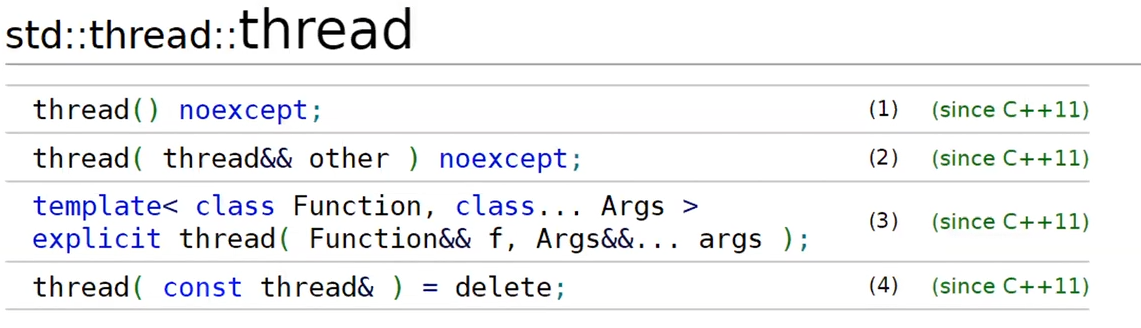 std::thread::thread
thread() noexcept; (1) (since C++11)
thread( thread&& other ) noexcept; (2) (since C++11)
template< class Function, class... Args >
explicit thread( Function&& f, Args&&... args ); (3) (since C++11)
thread( const thread& ) = delete; (4) (since C++11)